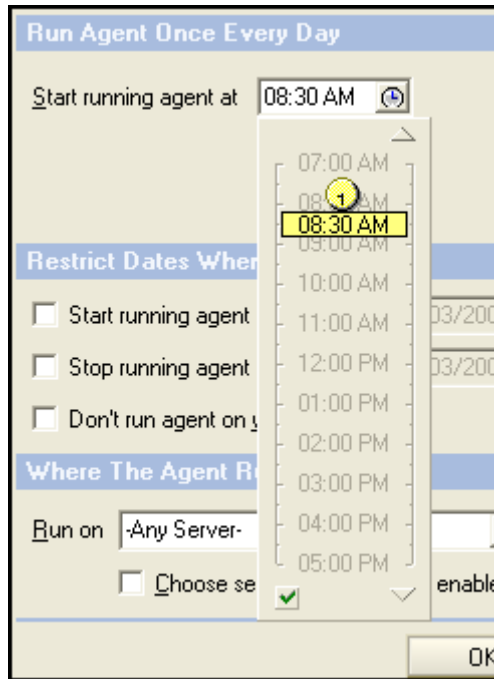 Run Agent Once Every Day
Start running agent at 08:30 AM
07:00 AM
1
08:30 AM
09:00 AM
10:00 AM
11:00 AM
12:00 PM
01:00 PM
02:00 PM
03:00 PM
04:00 PM
05:00 PM
Restrict Dates
Start running agent 03/200
Stop running agent 03/200
Don't run agent on
Where The Agent
Run on -Any Server-
Choose se enable
OK